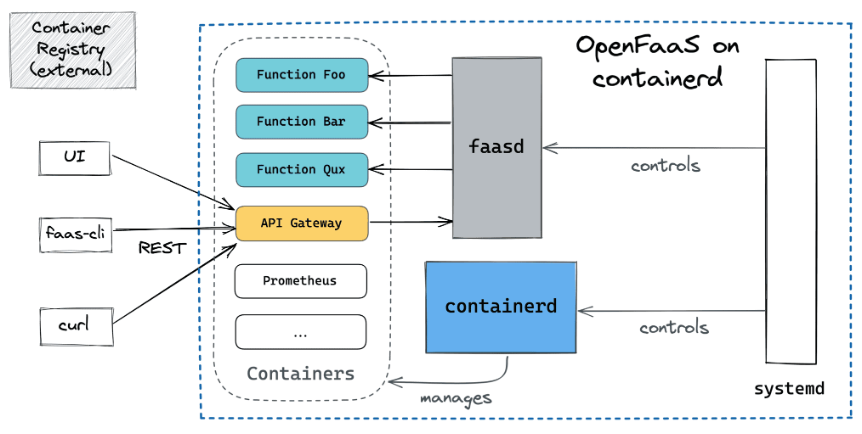 Container
Registry
(external)
OpenFaaS on
containerd
Function Foo
Function Bar
Function Qux
API Gateway
Prometheus
...
Containers
UI
faas-cli
curl
REST
faasd
containerd
controls
controls
manages
systemd